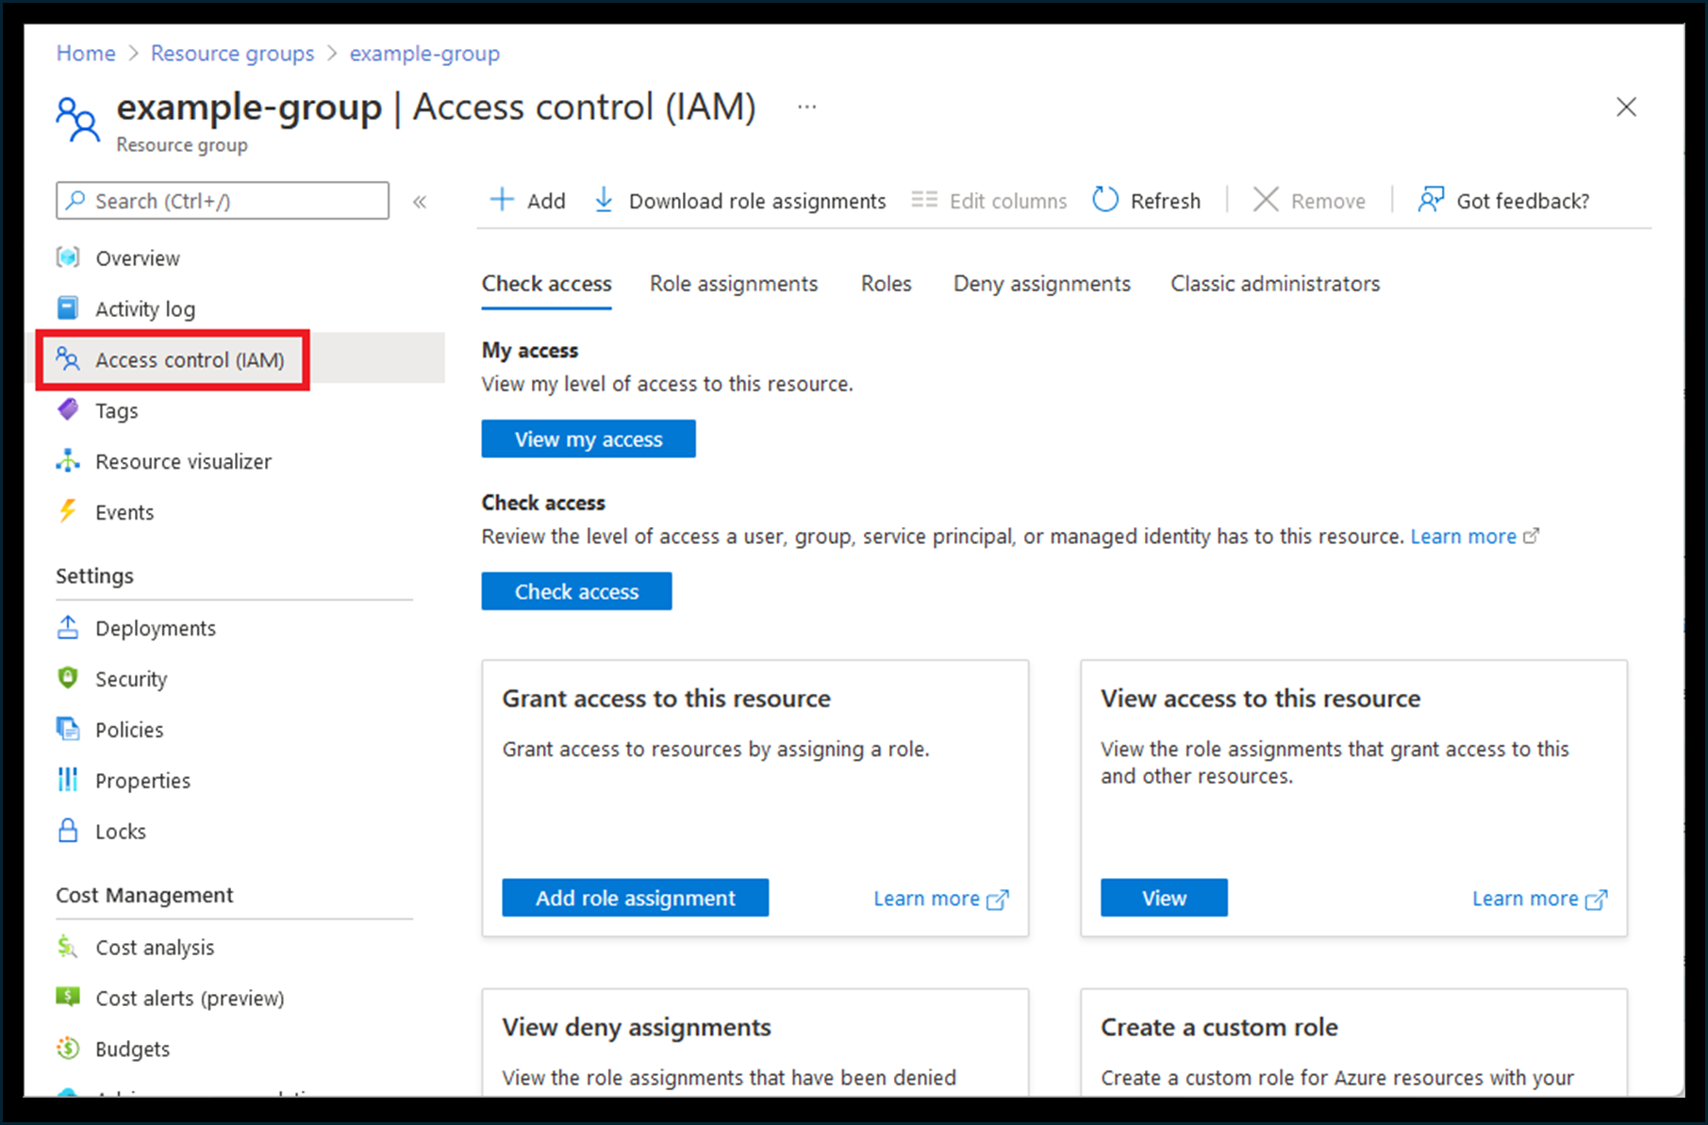 Home > Resource groups > example-group
example-group | Access control (IAM) ...
Resource group
Search (Ctrl+/) «
Overview
Activity log
Access control (IAM)
Tags
Resource visualizer
Events
Settings
Deployments
Security
Policies
Properties
Locks
Cost Management
Cost analysis
Cost alerts (preview)
Budgets
Add Download role assignments Edit columns Refresh Remove Got feedback?
Check access Role assignments Roles Deny assignments Classic administrators
My access
View my level of access to this resource.
View my access
Check access
Review the level of access a user, group, service principal, or managed identity has to this resource. Learn more
Check access
Grant access to this resource
Grant access to resources by assigning a role.
Add role assignment Learn more
View access to this resource
View the role assignments that grant access to this
and other resources.
View Learn more
View deny assignments
View the role assignments that have been denied
Create a custom role
Create a custom role for Azure resources with your